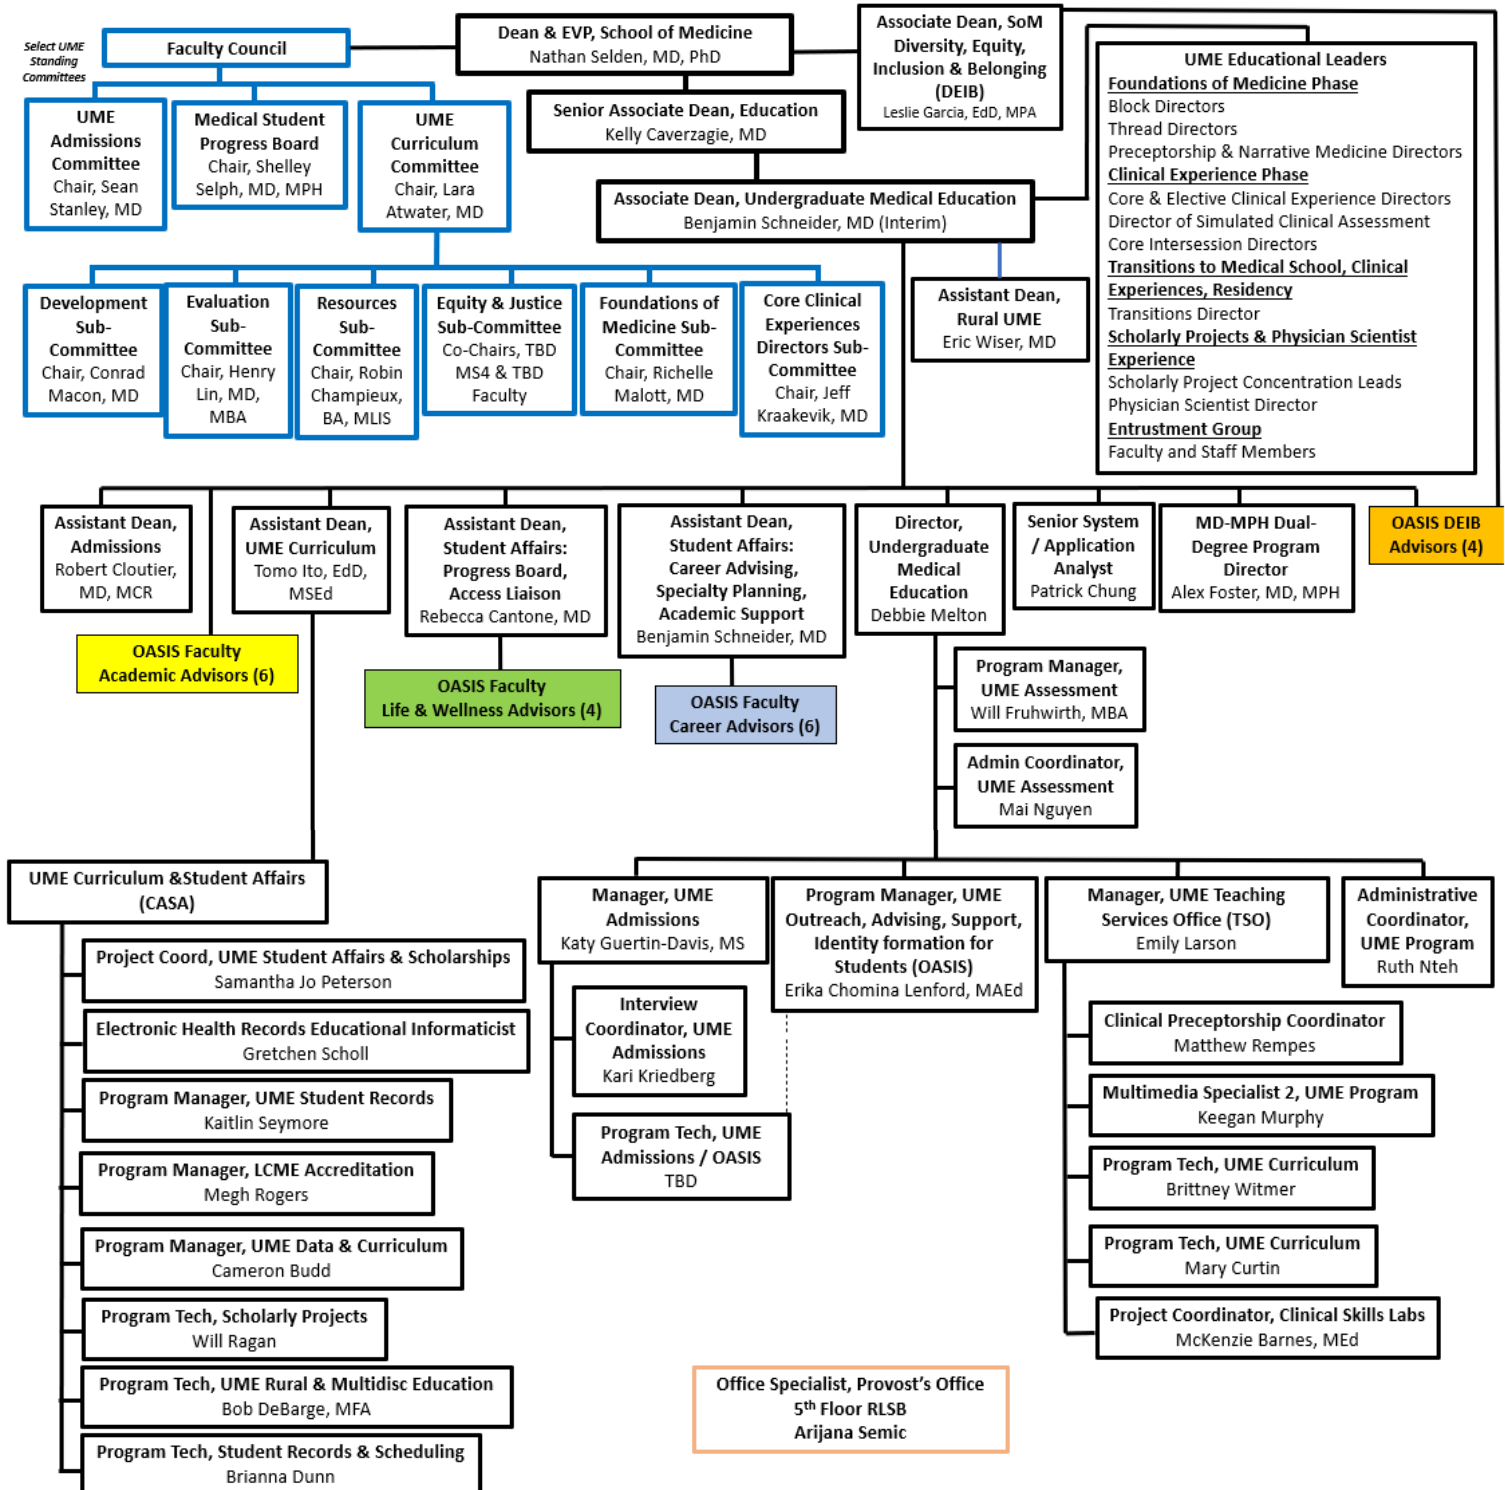 Select UME
Standing
Committees
Faculty Council
Dean & EVP, School of Medicine
Nathan Selden, MD, PhD
Associate Dean, SoM
Diversity, Equity,
Inclusion & Belonging
(DEIB)
Leslie Garcia, EdD, MPA
Senior Associate Dean, Education
Kelly Caverzagie, MD
Associate Dean, Undergraduate Medical Education
Benjamin Schneider, MD (Interim)
Assistant Dean,
Rural UME
Eric Wiser, MD
UME Educational Leaders
Foundations of Medicine Phase
Block Directors
Thread Directors
Preceptorship & Narrative Medicine Directors
Clinical Experience Phase
Core & Elective Clinical Experience Directors
Director of Simulated Clinical Assessment
Core Intersession Directors
Transitions to Medical School, Clinical
Experiences, Residency
Transitions Director
Scholarly Projects & Physician Scientist
Experience
Scholarly Project Concentration Leads
Physician Scientist Director
Entrustment Group
Faculty and Staff Members
UME
Admissions
Committee
Chair, Sean
Stanley, MD
Medical Student
Progress Board
Chair, Shelley
Selph, MD, MPH
UME
Curriculum
Committee
Chair, Lara
Atwater, MD
Development
Sub-
Committee
Chair, Conrad
Macon, MD
Evaluation
Sub-
Committee
Chair, Henry
Lin, MD,
MBA
Resources
Sub-
Committee
Chair, Robin
Champieux,
BA, MLIS
Equity & Justice
Sub-Committee
Co-Chairs, TBD
MS4 & TBD
Faculty
Foundations of
Medicine Sub-
Committee
Chair, Richelle
Malott, MD
Core Clinical
Experiences
Directors Sub-
Committee
Chair, Jeff
Kraakevik, MD
Assistant Dean,
Admissions
Robert Cloutier,
MD, MCR
Assistant Dean,
UME Curriculum
Tomo Ito, EdD,
MSEd
Assistant Dean,
Student Affairs:
Progress Board,
Access Liaison
Rebecca Cantone, MD
Assistant Dean,
Student Affairs:
Career Advising,
Specialty Planning,
Academic Support
Benjamin Schneider, MD
Director,
Undergraduate
Medical
Education
Debbie Melton
Senior System
/ Application
Analyst
Patrick Chung
MD-MPH Dual-
Degree Program
Director
Alex Foster, MD, MPH
OASIS DEIB
Advisors (4)
OASIS Faculty
Academic Advisors (6)
OASIS Faculty
Life & Wellness Advisors (4)
OASIS Faculty
Career Advisors (6)
Program Manager,
UME Assessment
Will Fruhwirth, MBA
Admin Coordinator,
UME Assessment
Mai Nguyen
UME Curriculum &Student Affairs
(CASA)
Project Coord, UME Student Affairs & Scholarships
Samantha Jo Peterson
Electronic Health Records Educational Informaticist
Gretchen Scholl
Program Manager, UME Student Records
Kaitlin Seymore
Program Manager, LCME Accreditation
Megh Rogers
Program Manager, UME Data & Curriculum
Cameron Budd
Program Tech, Scholarly Projects
Will Ragan
Program Tech, UME Rural & Multidisc Education
Bob DeBarge, MFA
Program Tech, Student Records & Scheduling
Brianna Dunn
Manager, UME
Admissions
Katy Guertin-Davis, MS
Interview
Coordinator, UME
Admissions
Kari Kriedberg
Program Tech, UME
Admissions / OASIS
TBD
Program Manager, UME
Outreach, Advising, Support,
Identity formation for
Students (OASIS)
Erika Chomina Lenford, MAEd
Manager, UME Teaching
Services Office (TSO)
Emily Larson
Administrative
Coordinator,
UME Program
Ruth Nteh
Clinical Preceptorship Coordinator
Matthew Rempes
Multimedia Specialist 2, UME Program
Keegan Murphy
Program Tech, UME Curriculum
Brittney Witmer
Program Tech, UME Curriculum
Mary Curtin
Project Coordinator, Clinical Skills Labs
McKenzie Barnes, MEd
Office Specialist, Provost's Office
5th Floor RLSB
Arijana Semic